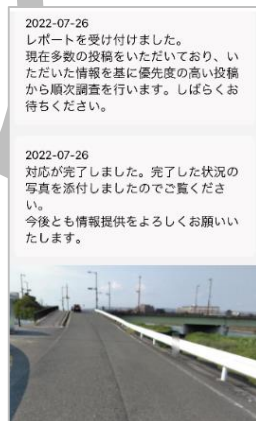 2022-07-26
レポートを受け付けました。
現在多数の投稿をいただいており、い
ただいた情報を基に優先度の高い投稿
から順次調査を行います。しばらくお
待ちください。
2022-07-26
対応が完了しました。完了した状況の
写真を添付しましたのでご覧くださ
い。
今後とも情報提供をよろしくお願いい
たします。